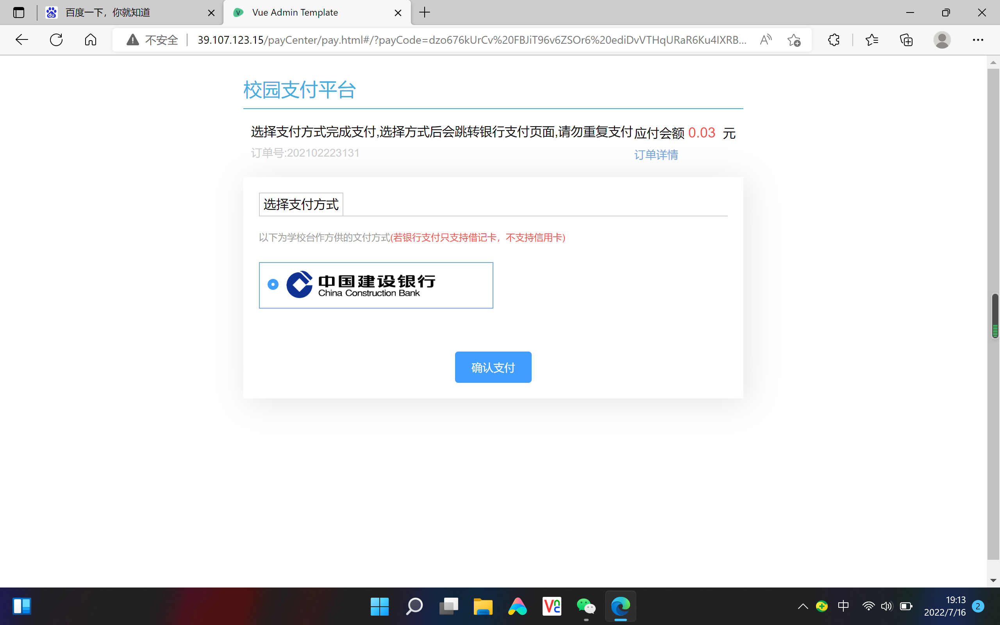 百度一下，你就知道
Vue Admin Template
不安全
39.107.123.15/payCenter/pay.html#/?payCode=dzo676kUrCv%20FBJiT96v6ZSOr6%20ediDvVTHqURaR6Ku4IXRB...
校园支付平台
选择支付方式完成支付,选择方式后会跳转银行支付页面,请勿重复支付
应付会额 0.03 元
订单号:202102223131
订单详情
选择支付方式
以下为学校台作方供的文付方式(若银行支付只支持借记卡，不支持信用卡)
中国建设银行
China Construction Bank
确认支付
中
19:13
2022/7/16
2